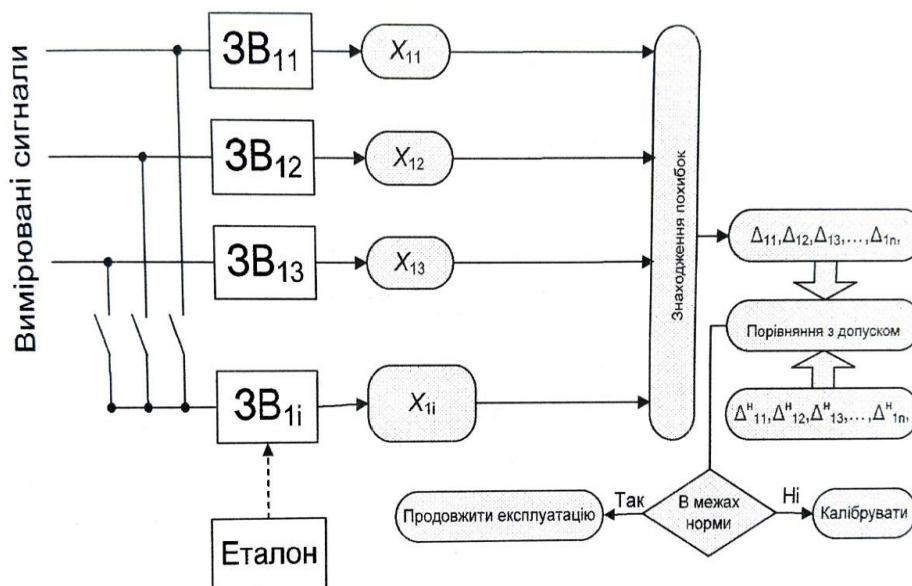 Вимірювані сигнали
ЗВ11
X11
ЗВ12
X12
ЗВ13
X13
ЗВ1i
X1i
Еталон
Знаходження похибок
Δ11,Δ12,Δ13,...,Δ1n,
Порівняння з допуском
Δн11,Δн12,Δн13,...,Δн1n,
В межах
норми
Так
Ні
Продовжити експлуатацію
Калібрувати